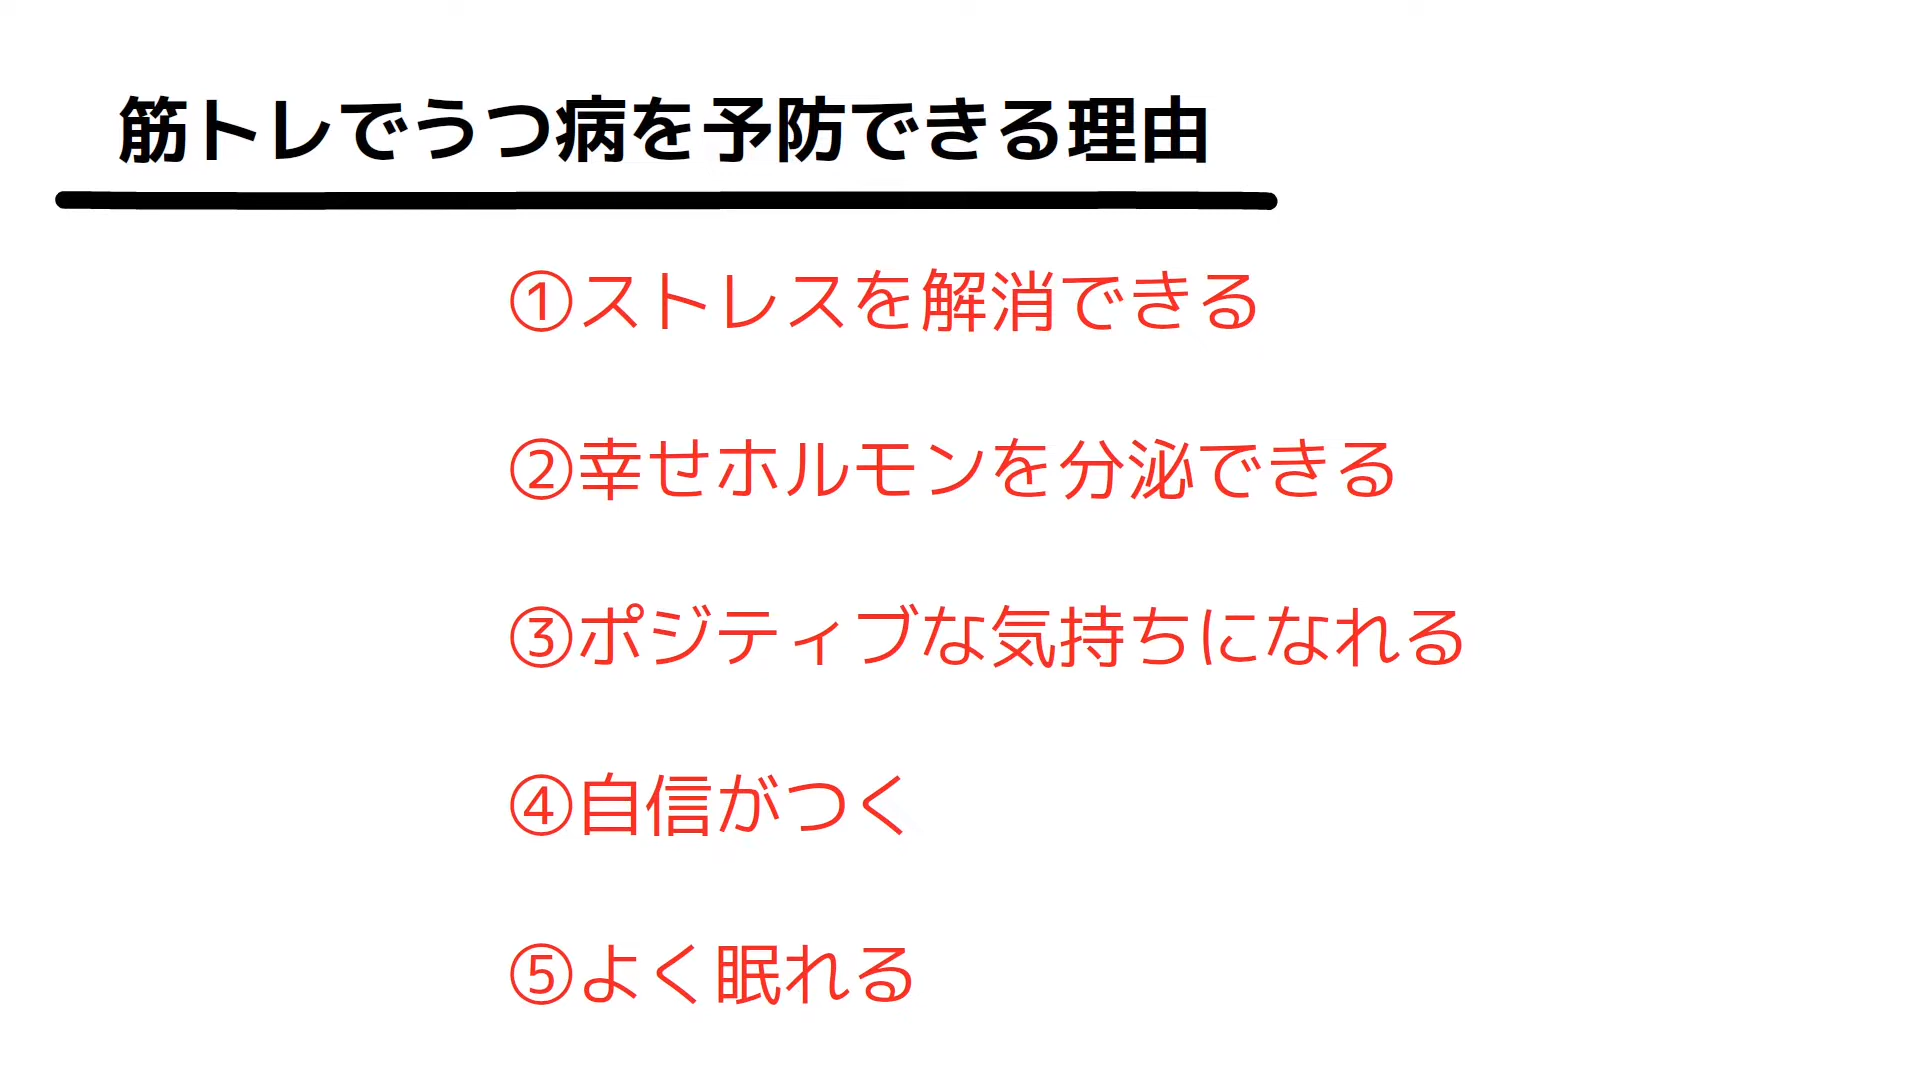 筋トレでうつ病を予防できる理由
①ストレスを解消できる
②幸せホルモンを分泌できる
③ポジティブな気持ちになれる
④自信がつく
⑤よく眠れる